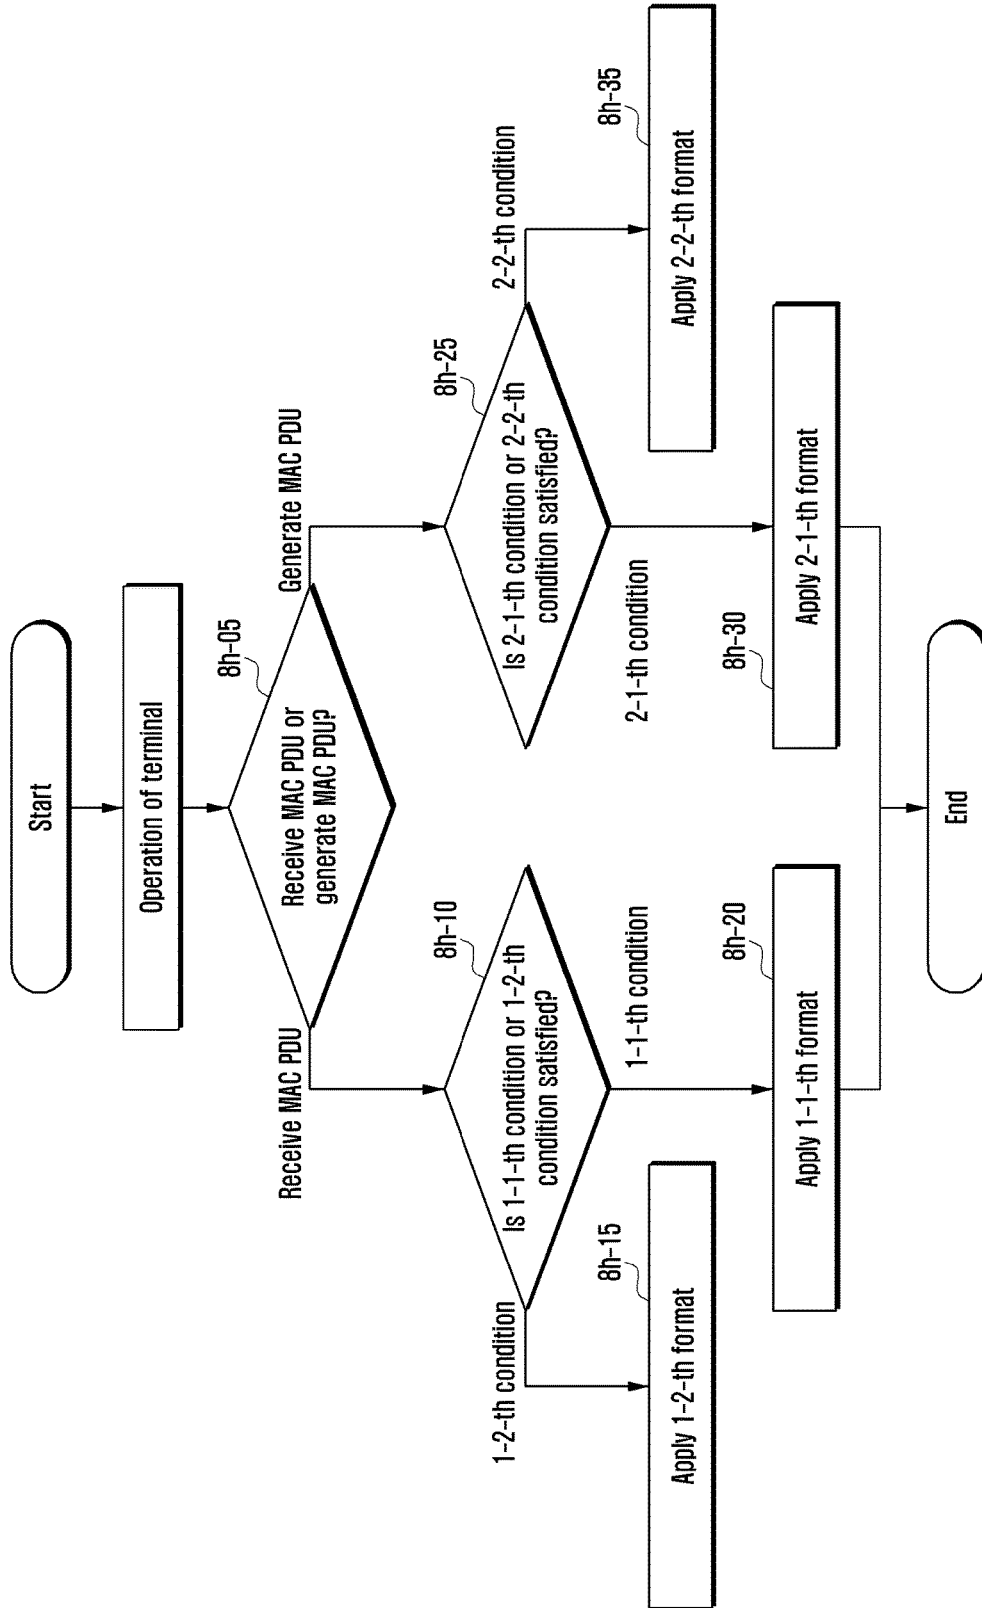 Start
Operation of terminal
8h-05
Receive MAC PDU or
generate MAC PDU?
Receive MAC PDU
Generate MAC PDU
8h-10
Is 1-1-th condition or 1-2-th
condition satisfied?
8h-25
Is 2-1-th condition or 2-2-th
condition satisfied?
1-2-th condition
2-2-th condition
8h-15
Apply 1-2-th format
1-1-th condition
2-1-th condition
8h-35
Apply 2-2-th format
8h-20
Apply 1-1-th format
8h-30
Apply 2-1-th format
End